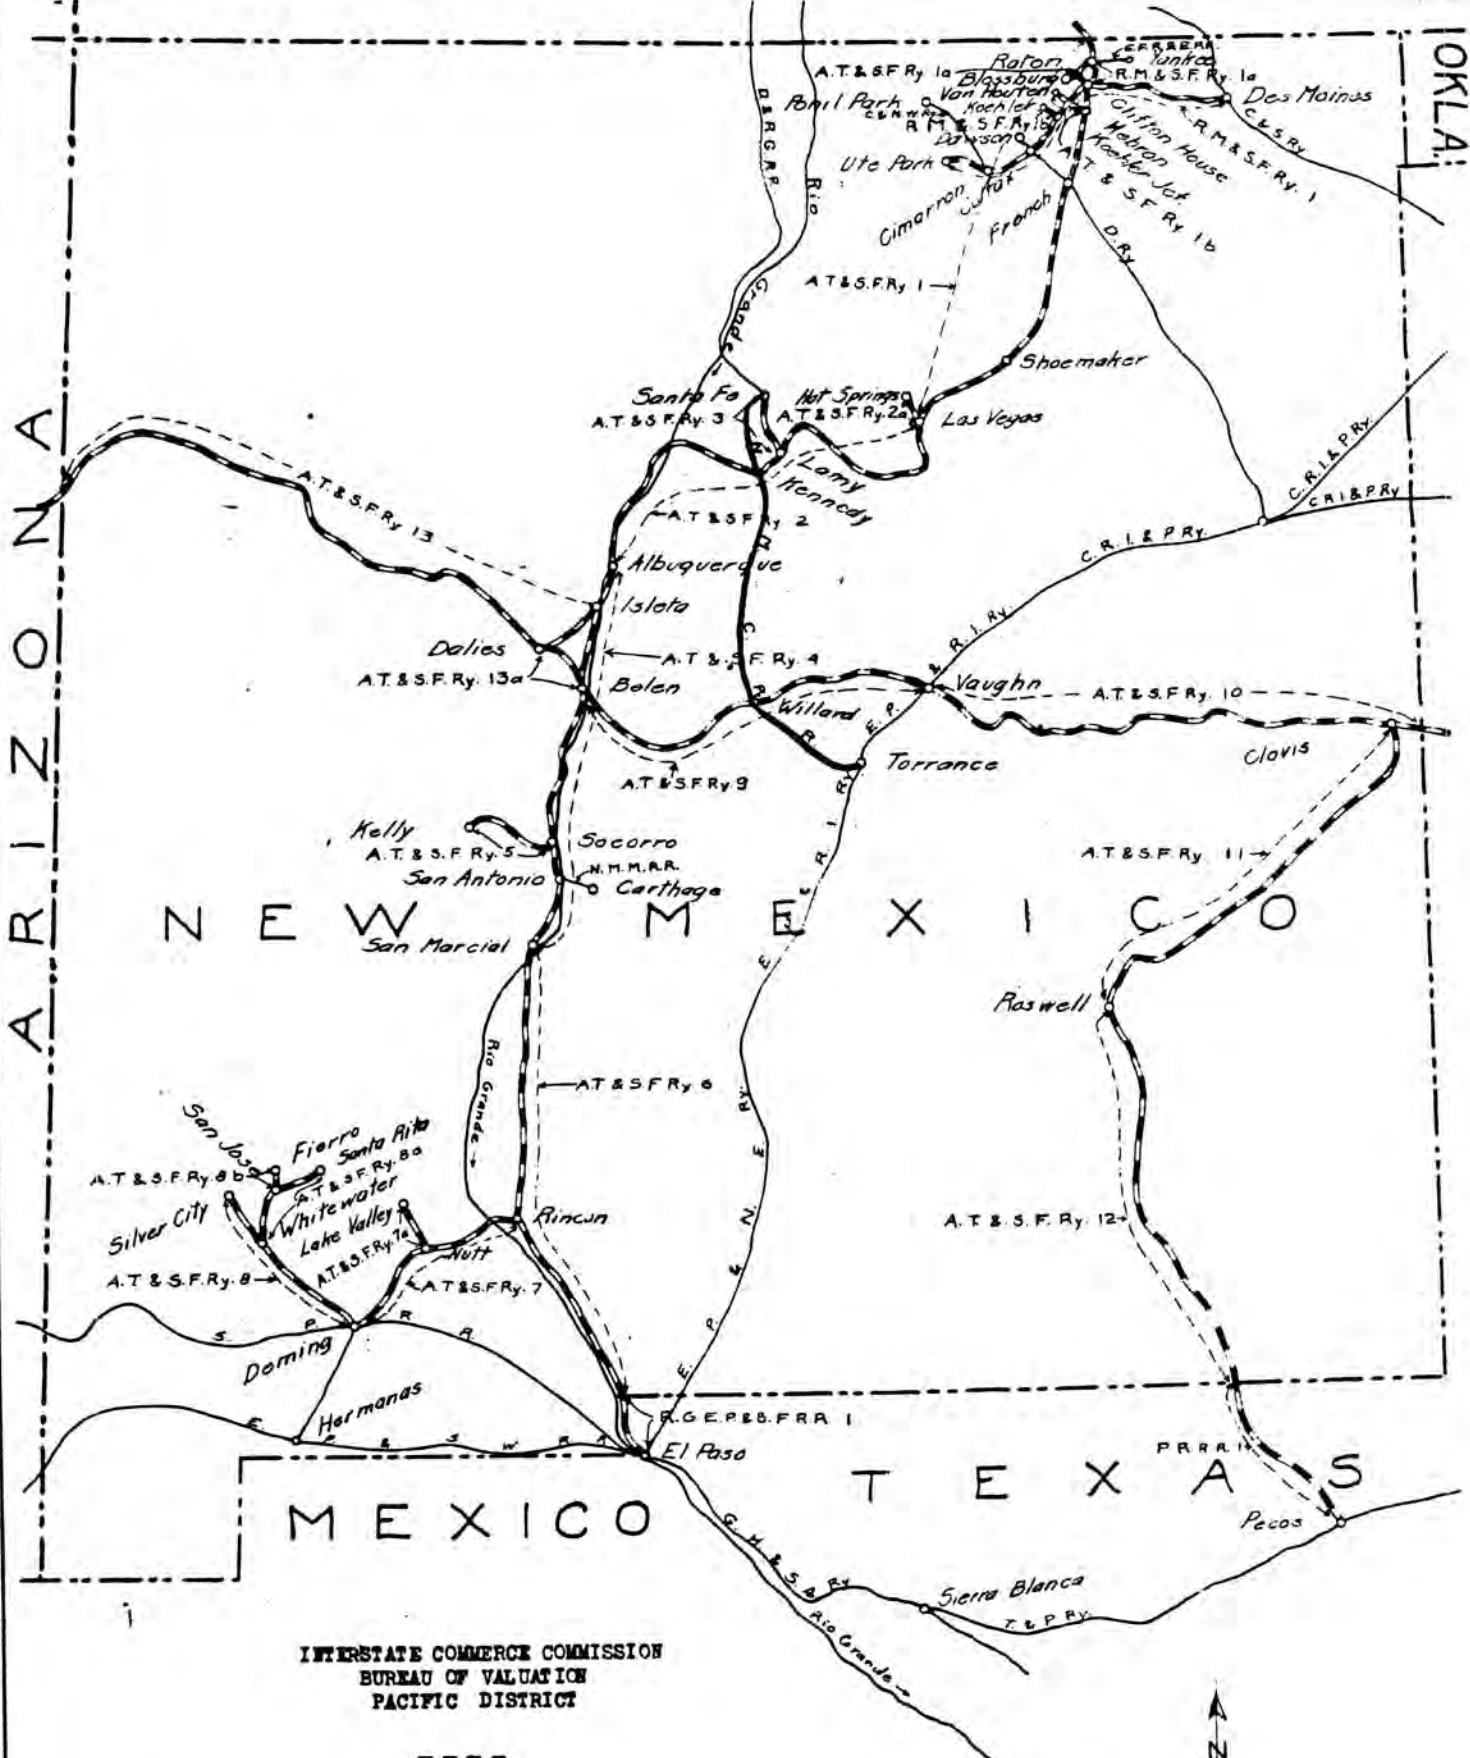 OKLA.
E.F.R.&E.R.R.
Raton
Yankee
A.T.&S.F. Ry 1a
Blossburg
R.M.&S.F.Ry. 1a
Van Houten
Des Moines
Ponil Park
Koehler
C.&S Ry
Clifton House
R.M.&S.F. Ry. 1
Dawson
Hebron
Ute Park
Koehler Jct.
A.T. & S.F Ry 1b
Cimarron
French
D. Ry
D & R G R.R.
Rio
Grande
A T & S.F. Ry 1
Shoemaker
Santa Fe
Hot Springs
A.T & S.F. Ry. 3
A.T & S.F. Ry. 2a
Las Vegas
Lamy
Kennedy
C.R.I.& P. Ry
C R I & P. Ry
C. R. I. & P Ry.
A.T. & S.F Ry 13
A.T & S F Ry 2
Albuquerque
Isleta
N. M. C. R. R.
Dalies
A.T & S.F. Ry. 4
A.T. & S.F. Ry. 13a
Belen
E. P. & R. I. Ry.
Vaughn
A.T. & S.F Ry. 10
Willard
Torrance
Clovis
A.T & S.F Ry 9
Kelly
Socorro
A.T. & S.F. Ry. 5
N.M.M.R.R.
San Antonio
Carthage
A.T. & S.F. Ry. 11
ARIZONA
NEW MEXICO
San Marcial
Roswell
Rio Grande
A.T & S F Ry 6
San Jose
Fierro
Santa Rita
A.T & S.F. Ry. 8b
A.T & S.F. Ry. 8a
Silver City
Whitewater
Lake Valley
Rincon
A.T. & S. F. Ry. 12
A.T.& S.F. Ry. 7a
Nutt
A.T & S.F. Ry. 8
A.T & S.F. Ry. 7
E. P. & N. E. Ry.
S. P. R R.
Deming
Hermanas
E. P. & S W R R
R.G E.P.& S.F R.R 1
El Paso
P R R R. 1
TEXAS
MEXICO
Pecos
G. H & S. A Ry
Sierra Blanca
T. & P Ry.
Rio Grande
INTERSTATE COMMERCE COMMISSION
BUREAU OF VALUATION
PACIFIC DISTRICT
N